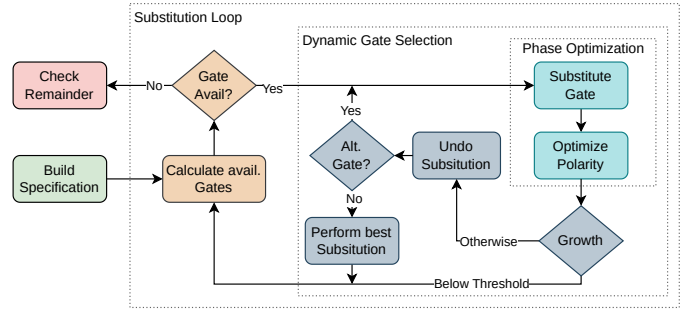 Substitution Loop
Dynamic Gate Selection
Phase Optimization
Check
Remainder
No
Gate
Avail?
Yes
Substitute
Gate
Yes
Build
Specification
Calculate avail.
Gates
Alt.
Gate?
Undo
Subsitution
Optimize
Polarity
No
Perform best
Subsitution
Otherwise
Growth
Below Threshold